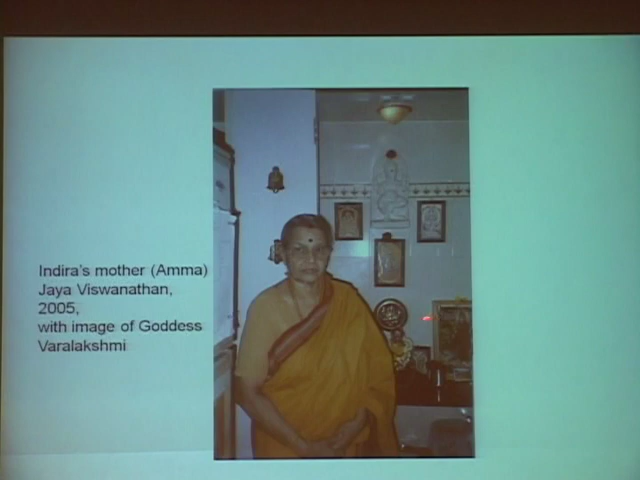 Indira's mother (Amma)
Jaya Viswanathan,
2005,
with image of Goddess
Varalakshmi